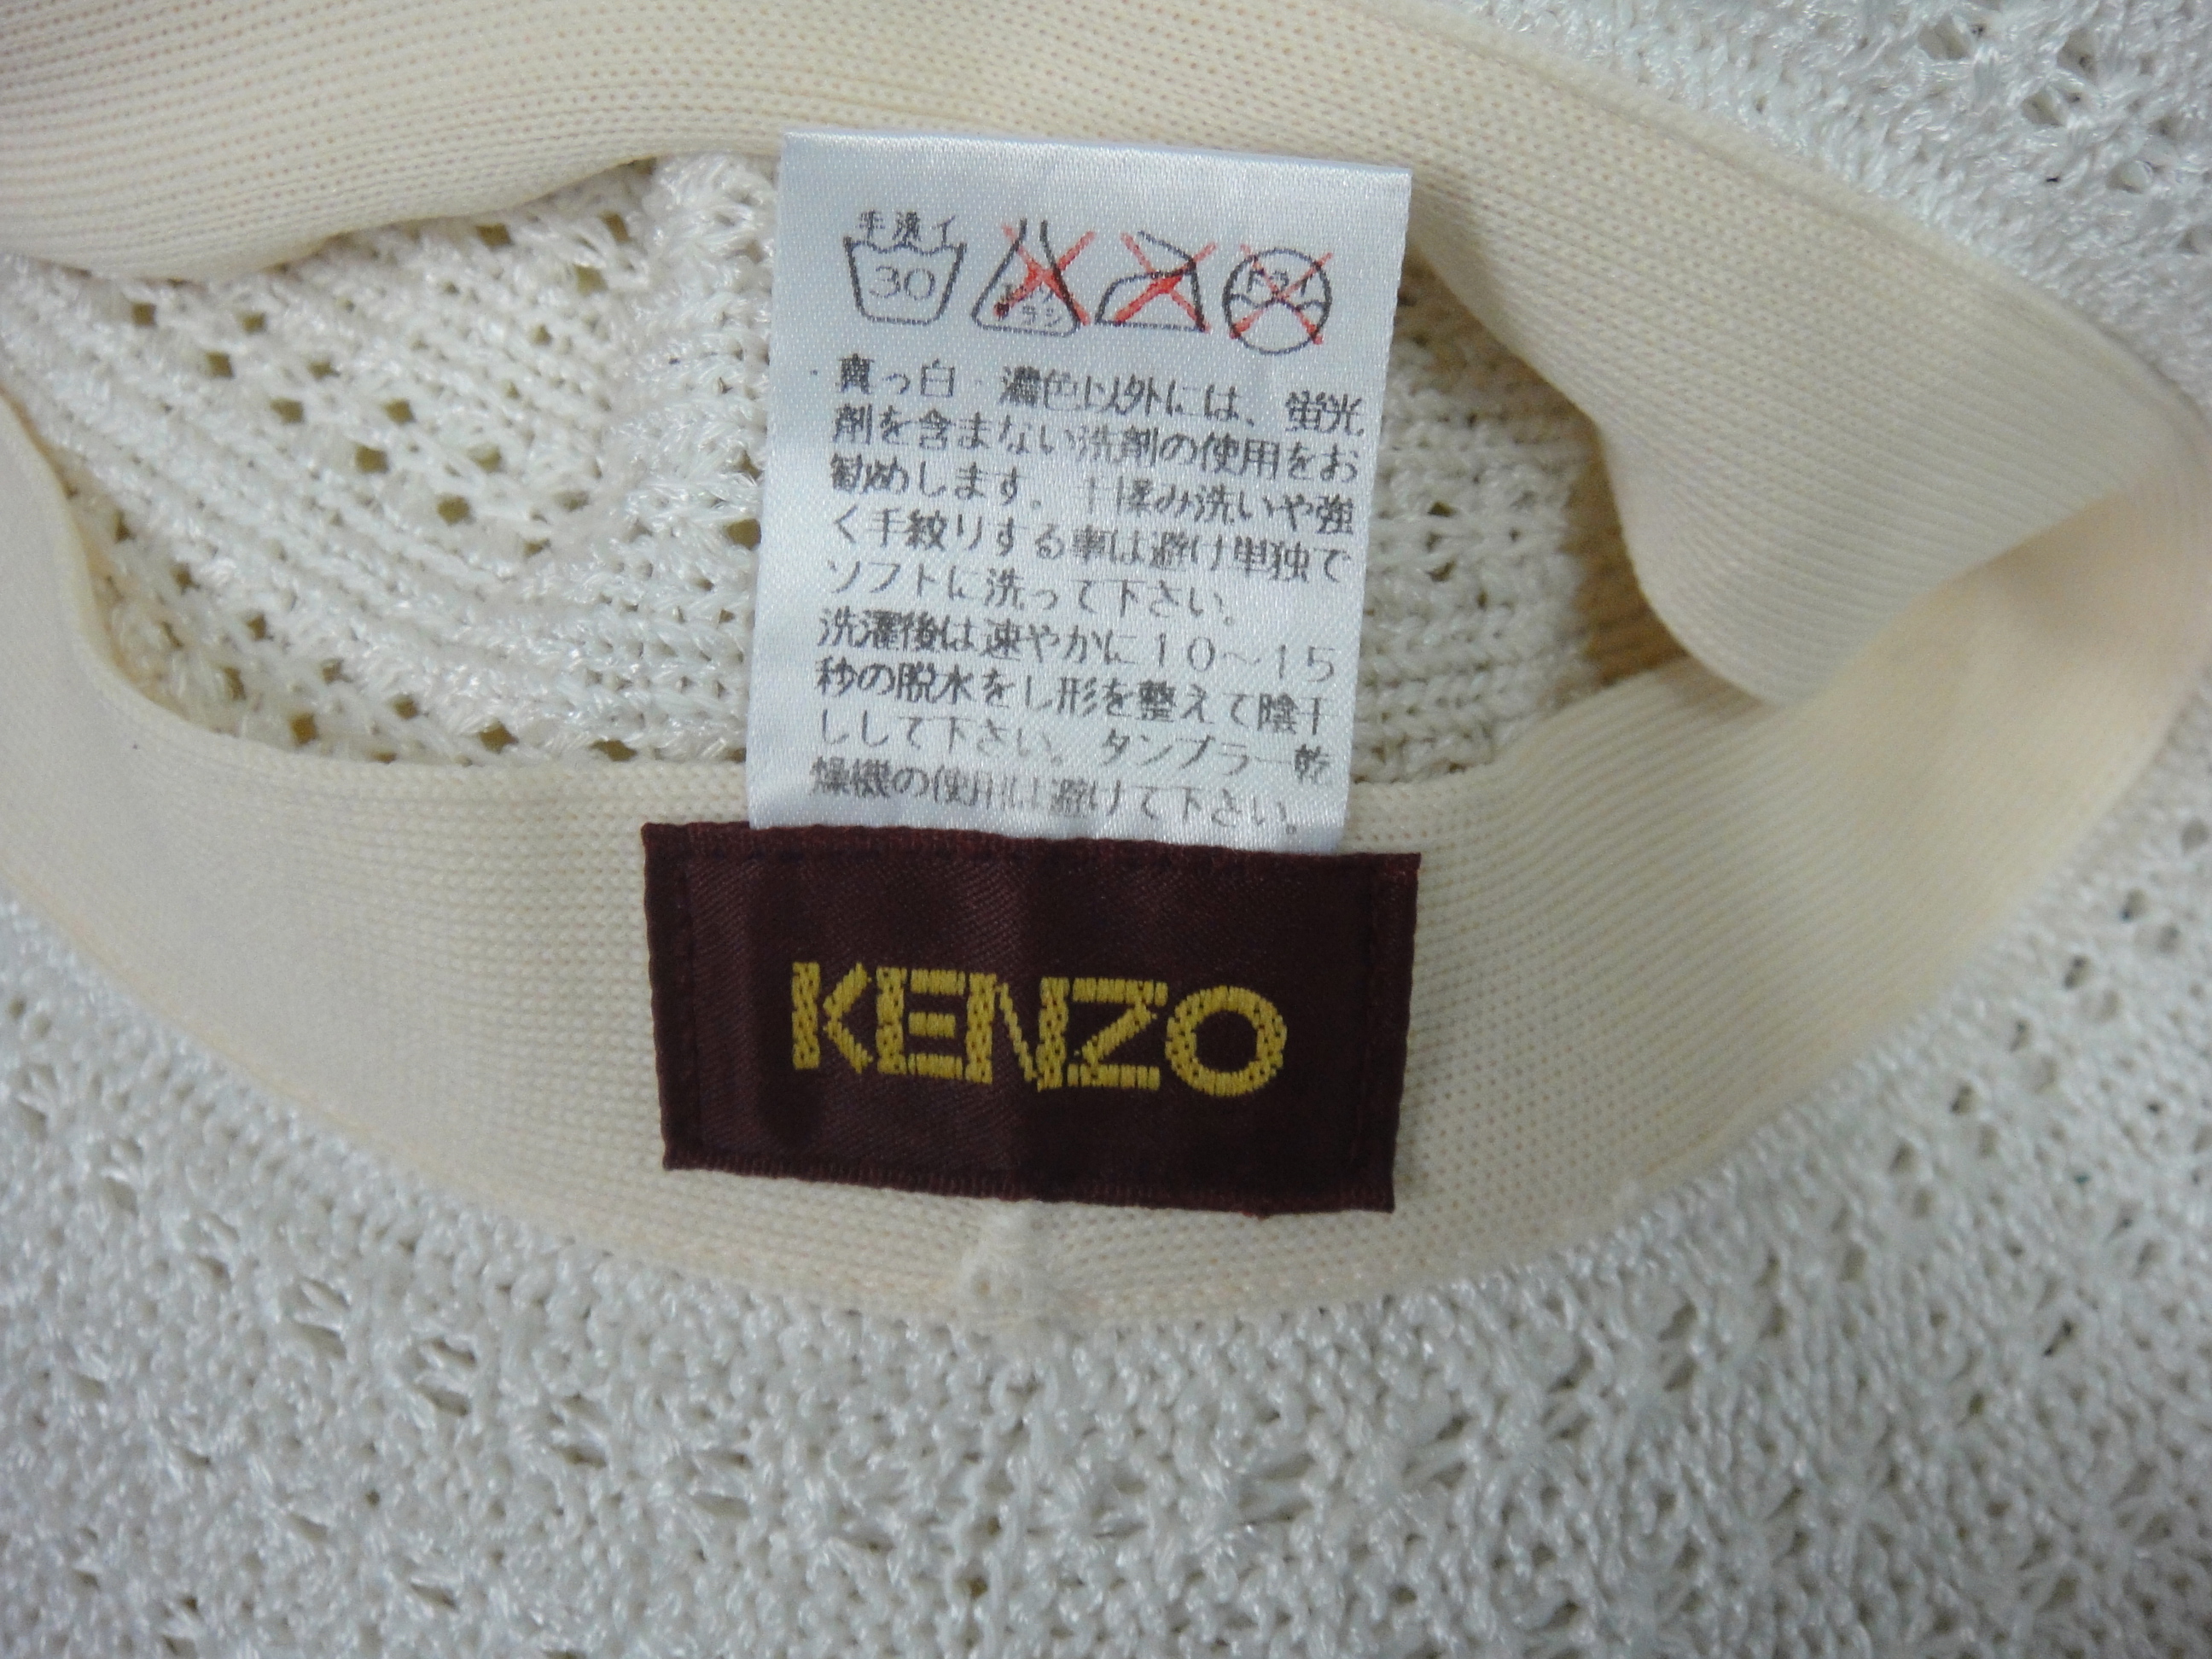 手洗イ
30
ドライ
・真っ白・濃色以外には、蛍光
剤を含まない洗剤の使用をお
勧めします。 揉み洗いや強
く手絞りする事は避け単独で
ソフトに洗って下さい。
洗濯後は速やかに10〜15
秒の脱水をし形を整えて陰干
ししして下さい。タンブラー乾
燥機の使用は避けて下さい。
KENZO